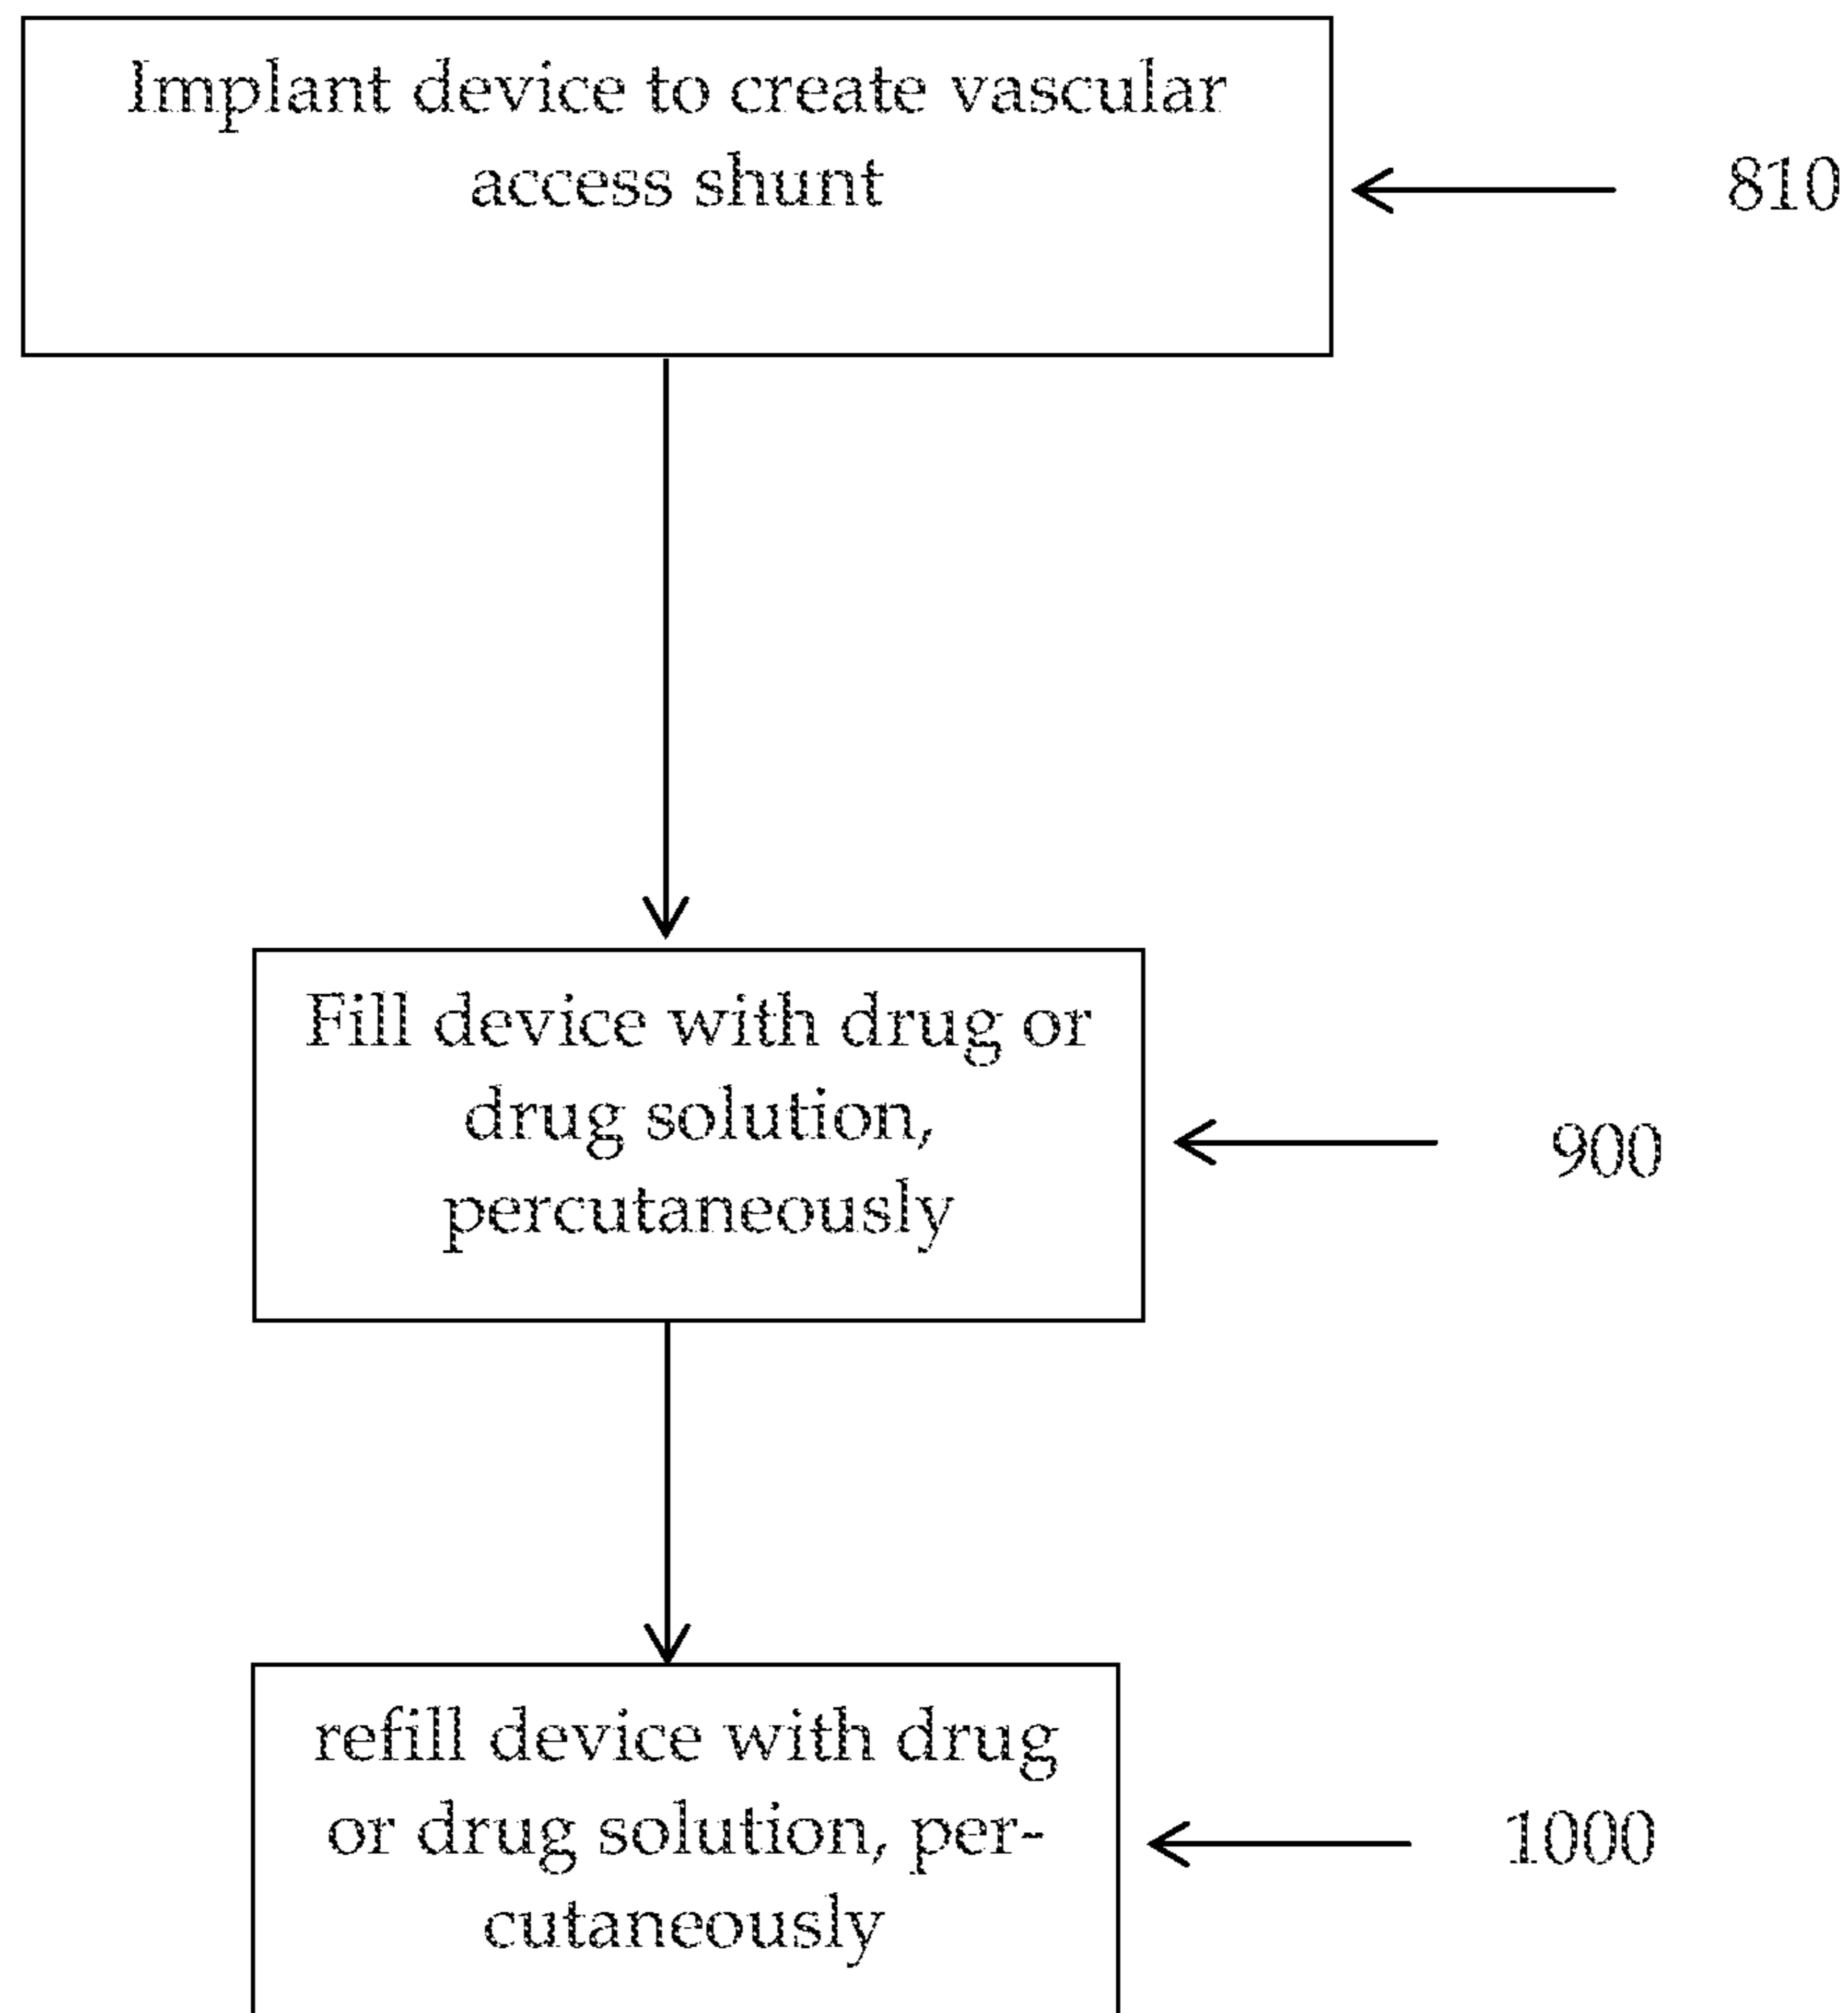 Implant device to create vascular
access shunt
810
Fill device with drug or
drug solution,
percutaneously
900
refill device with drug
or drug solution, per-
cutaneously
1000